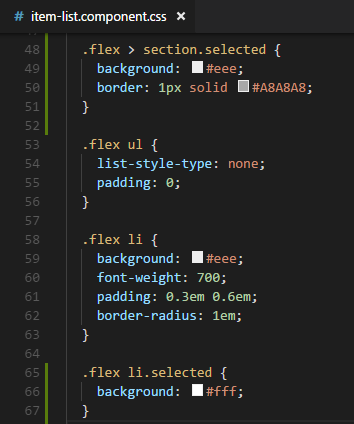 # item-list.component.css ×
48 .flex > section.selected {
49 background: #eee;
50 border: 1px solid #A8A8A8;
51 }
52
53 .flex ul {
54 list-style-type: none;
55 padding: 0;
56 }
57
58 .flex li {
59 background: #eee;
60 font-weight: 700;
61 padding: 0.3em 0.6em;
62 border-radius: 1em;
63 }
64
65 .flex li.selected {
66 background: #fff;
67 }